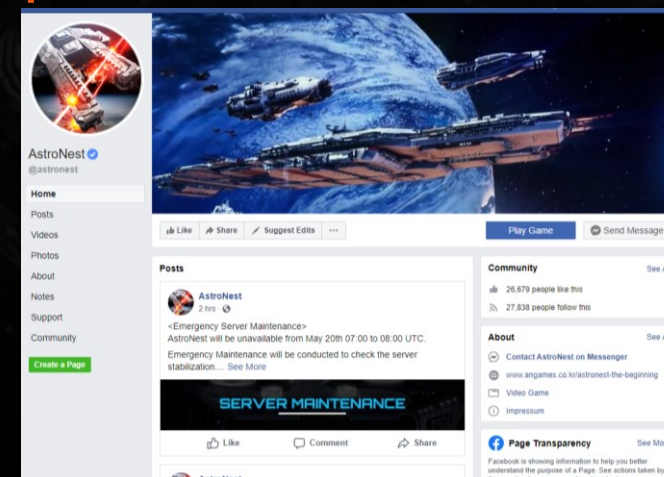 AstroNest
@astronest
Home
Posts
Videos
Photos
About
Notes
Support
Community
Create a Page
Like
Share
Suggest Edits
Play Game
Send Message
Posts
AstroNest
2 hrs
<Emergency Server Maintenance>
AstroNest will be unavailable from May 20th 07:00 to 08:00 UTC.
Emergency Maintenance will be conducted to check the server
stabilization... See More
SERVER MAINTENANCE
Like
Comment
Share
AstroNest
Community
See A
26,679 people like this
27,838 people follow this
About
See A
Contact AstroNest on Messenger
www.angames.co.kr/astronest-the-beginning
Video Game
Impressum
Page Transparency
See Mo
Facebook is showing information to help you better
understand the purpose of a Page. See actions taken by